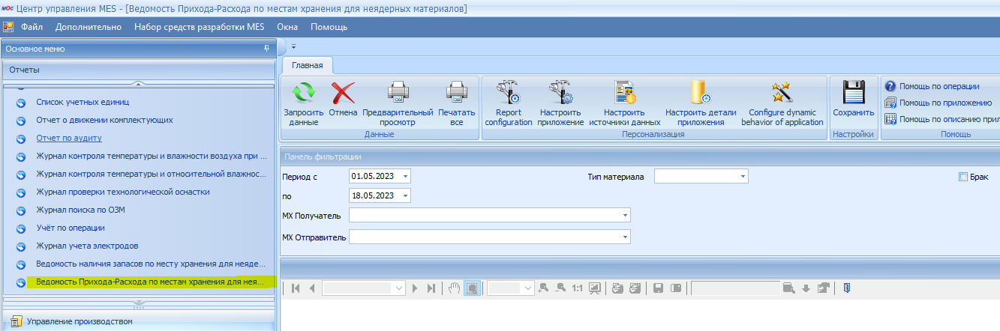 МОС Центр управления MES - [Ведомость Прихода-Расхода по местам хранения для неядерных материалов]
Файл Дополнительно Набор средств разработки MES Окна Помощь
Основное меню
Отчеты
Список учетных единиц
Отчет о движении комплектующих
Отчет по аудиту
Журнал контроля температуры и влажности воздуха при ...
Журнал контроля температуры и относительной влажнос...
Журнал проверки технологической оснастки
Журнал поиска по ОЗМ
Учёт по операции
Журнал учета электродов
Ведомость наличия запасов по месту хранения для неяде...
Ведомость Прихода-Расхода по местам хранения для нея...
Управление производством
Главная
Запросить
данные
Отмена
Предварительный
просмотр
Печатать
все
Данные
Report
configuration
Настроить
приложение
Настроить
источники данных
Настроить детали
приложения
Configure dynamic
behavior of application
Персонализация
Сохранить
Настройки
Помощь по операции
Помощь по приложению
Помощь по описанию прил
Помощь
Панель фильтрации
Период с 01.05.2023 Тип материала Брак
по 18.05.2023
МХ Получатель
МХ Отправитель
1:1